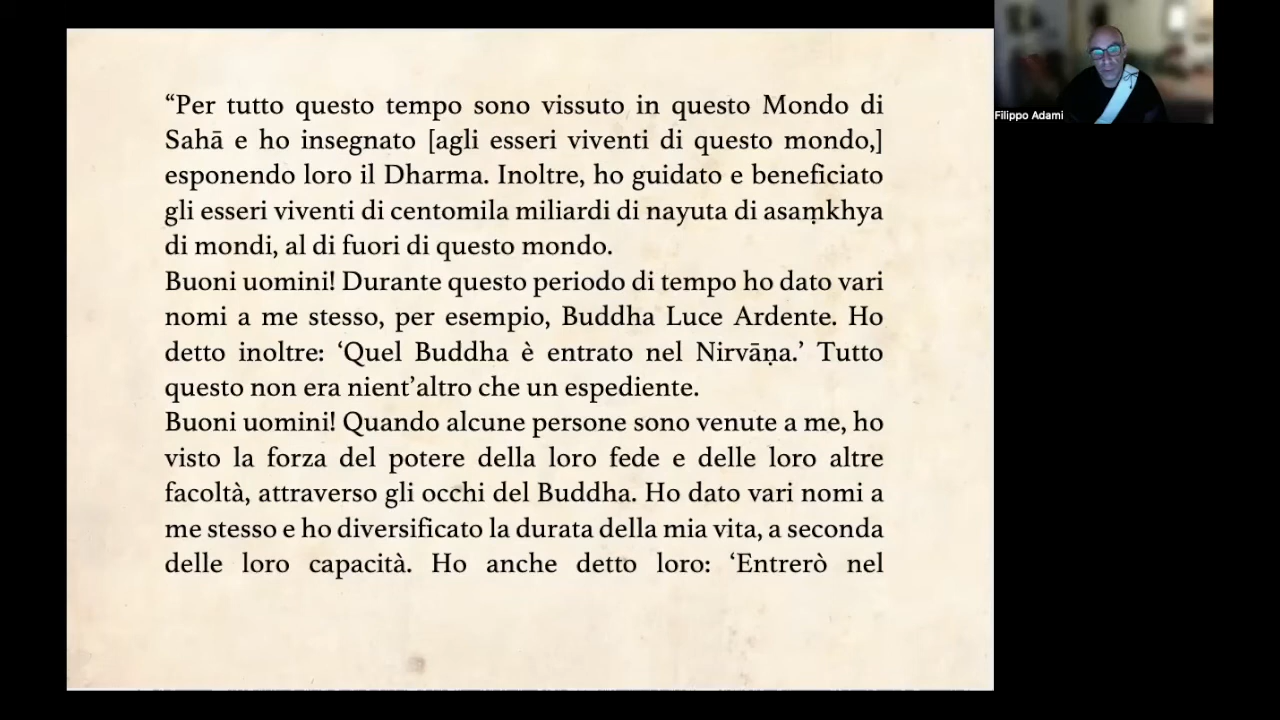 “Per tutto questo tempo sono vissuto in questo Mondo di
Sahā e ho insegnato [agli esseri viventi di questo mondo,]
esponendo loro il Dharma. Inoltre, ho guidato e beneficiato
gli esseri viventi di centomila miliardi di nayuta di asaṃkhya
di mondi, al di fuori di questo mondo.
Buoni uomini! Durante questo periodo di tempo ho dato vari
nomi a me stesso, per esempio, Buddha Luce Ardente. Ho
detto inoltre: ‘Quel Buddha è entrato nel Nirvāṇa.’ Tutto
questo non era nient’altro che un espediente.
Buoni uomini! Quando alcune persone sono venute a me, ho
visto la forza del potere della loro fede e delle loro altre
facoltà, attraverso gli occhi del Buddha. Ho dato vari nomi a
me stesso e ho diversificato la durata della mia vita, a seconda
delle loro capacità. Ho anche detto loro: ‘Entrerò nel
Filippo Adami